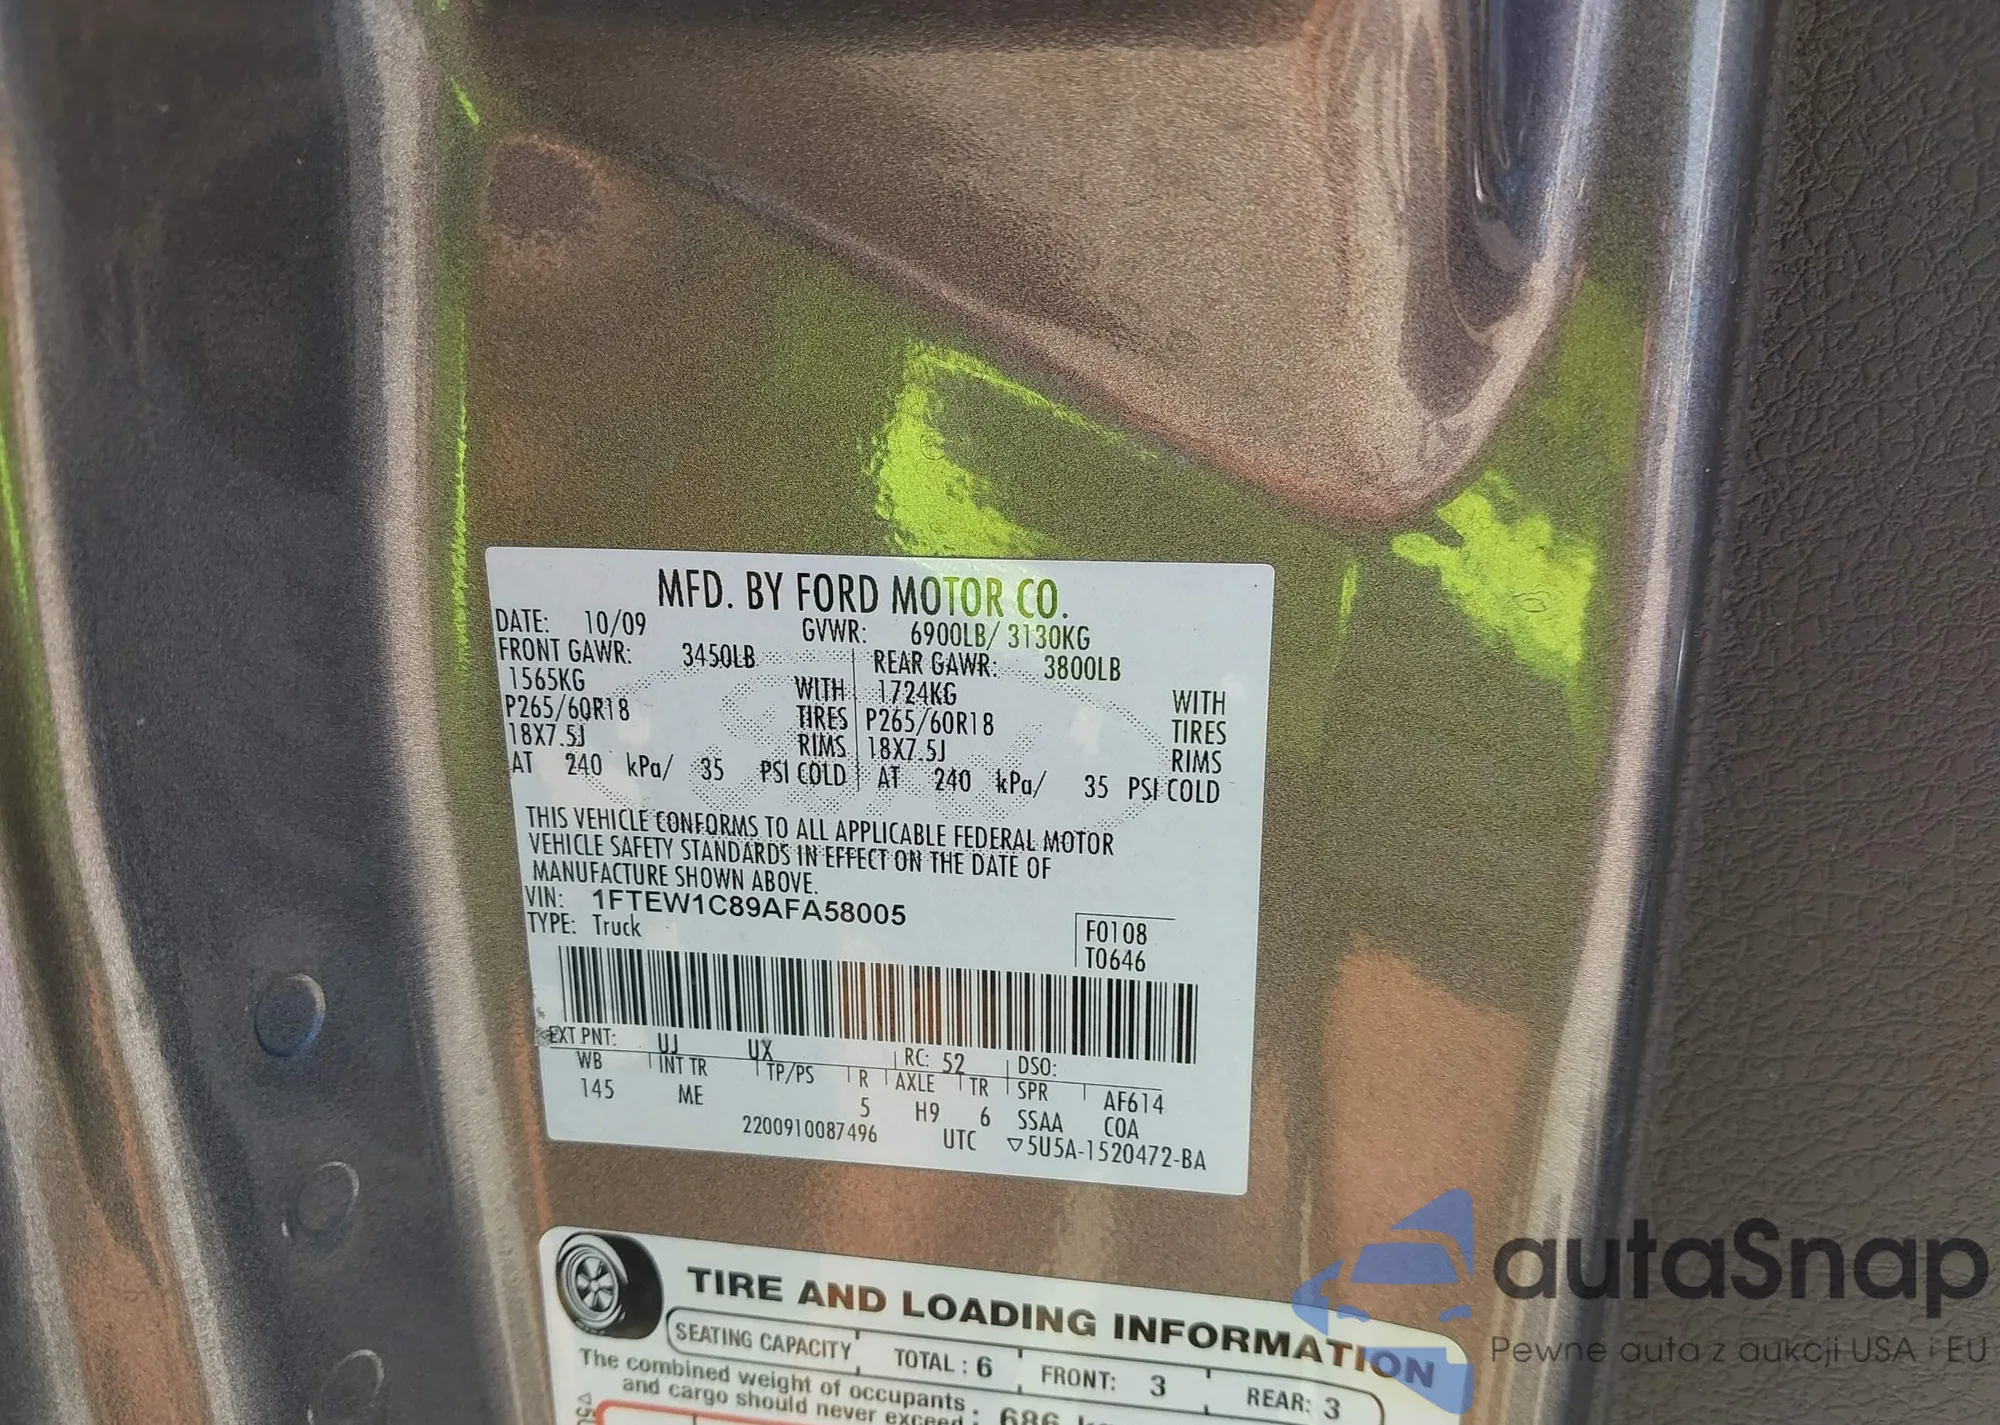 MFD. BY FORD MOTOR CO.
DATE: 10/09 GVWR: 6900LB/ 3130KG
FRONT GAWR: 3450LB REAR GAWR: 3800LB
1565KG WITH 1724KG WITH
P265/60R18 TIRES P265/60R18 TIRES
18X7.5J RIMS 18X7.5J RIMS
AT 240 kPa/ 35 PSI COLD AT 240 kPa/ 35 PSI COLD
THIS VEHICLE CONFORMS TO ALL APPLICABLE FEDERAL MOTOR
VEHICLE SAFETY STANDARDS IN EFFECT ON THE DATE OF
MANUFACTURE SHOWN ABOVE.
VIN: 1FTEW1C89AFA58005
TYPE: Truck
F0108
T0646
EXT PNT: UJ UX RC: 52 DSO:
WB INT TR TP/PS R AXLE TR SPR AF614
145 ME 5 H9 6 SSAA COA
2200910087496 UTC ▽5U5A-1520472-BA
TIRE AND LOADING INFORMATION
SEATING CAPACITY TOTAL : 6 FRONT: 3 REAR: 3
The combined weight of occupants
and cargo should never exceed : 686
autaSnap
Pewne auta z aukcji USA i EU